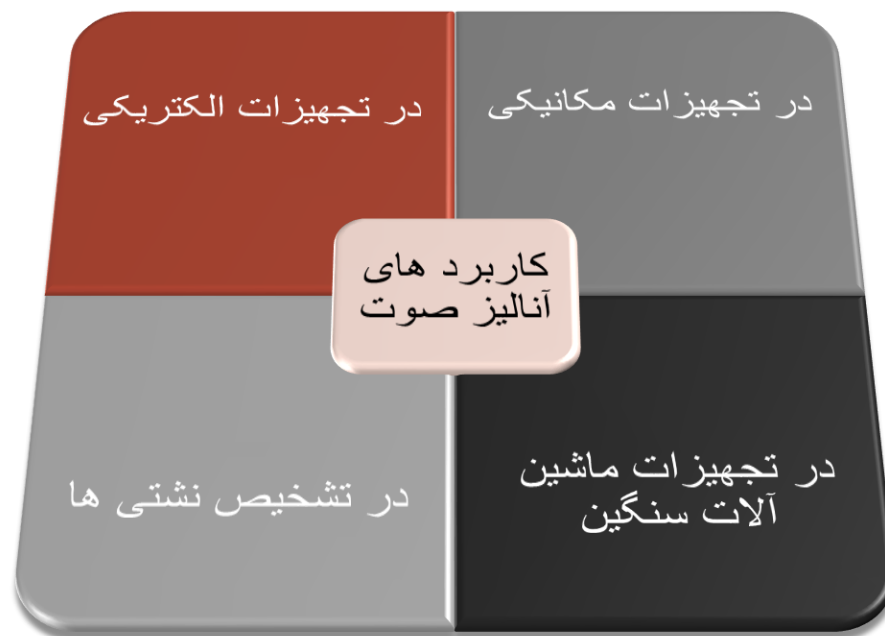 در تجهیزات مکانیکی
در تجهیزات الکتریکی
کاربرد های
آنالیز صوت
در تجهیزات ماشین
آلات سنگین
در تشخیص نشتی ها